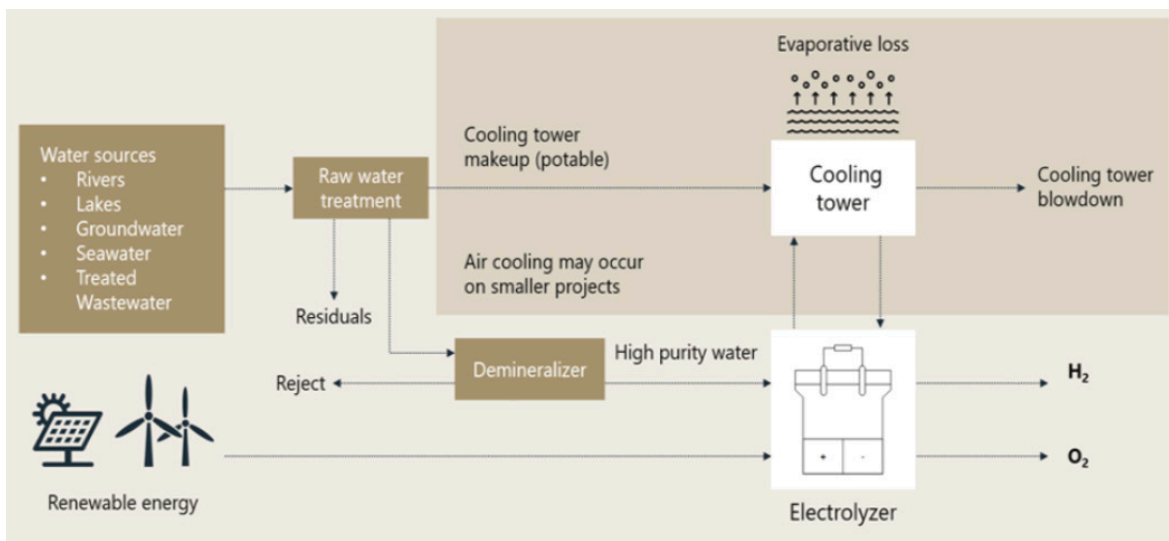 Evaporative loss
Water sources
• Rivers
• Lakes
• Groundwater
• Seawater
• Treated
Wastewater
Raw water
treatment
Cooling tower
makeup (potable)
Cooling
tower
Cooling tower
blowdown
Air cooling may occur
on smaller projects
Residuals
Reject
Demineralizer
High purity water
H₂
+ -
O₂
Renewable energy
Electrolyzer